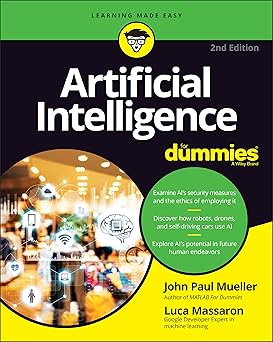 LEARNING MADE EASY
2nd Edition
Artificial
Intelligence
for
dummies
A Wiley Brand
Examine AI's security measures
and the ethics of employing it
Discover how robots, drones,
and self-driving cars use AI
Explore AI's potential in future
human endeavors
John Paul Mueller
Author of MATLAB For Dummies
Luca Massaron
Google Developer Expert in
machine learning